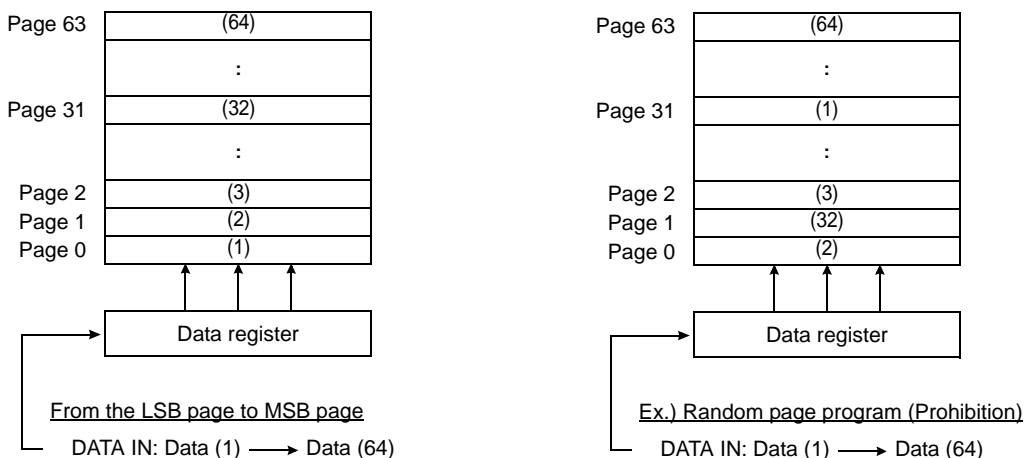 Page 63 (64)
:
Page 31 (32)
:
Page 2 (3)
Page 1 (2)
Page 0 (1)
Data register
From the LSB page to MSB page
DATA IN: Data (1) → Data (64)
Page 63 (64)
:
Page 31 (1)
:
Page 2 (3)
Page 1 (32)
Page 0 (2)
Data register
Ex.) Random page program (Prohibition)
DATA IN: Data (1) → Data (64)